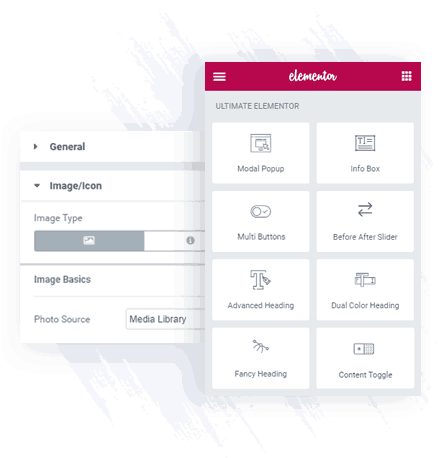 elementor
ULTIMATE ELEMENTOR
Modal Popup
Info Box
Multi Buttons
Before After Slider
Advanced Heading
Dual Color Heading
Fancy Heading
Content Toggle
General
Image/Icon
Image Type
Image Basics
Photo Source
Media Library